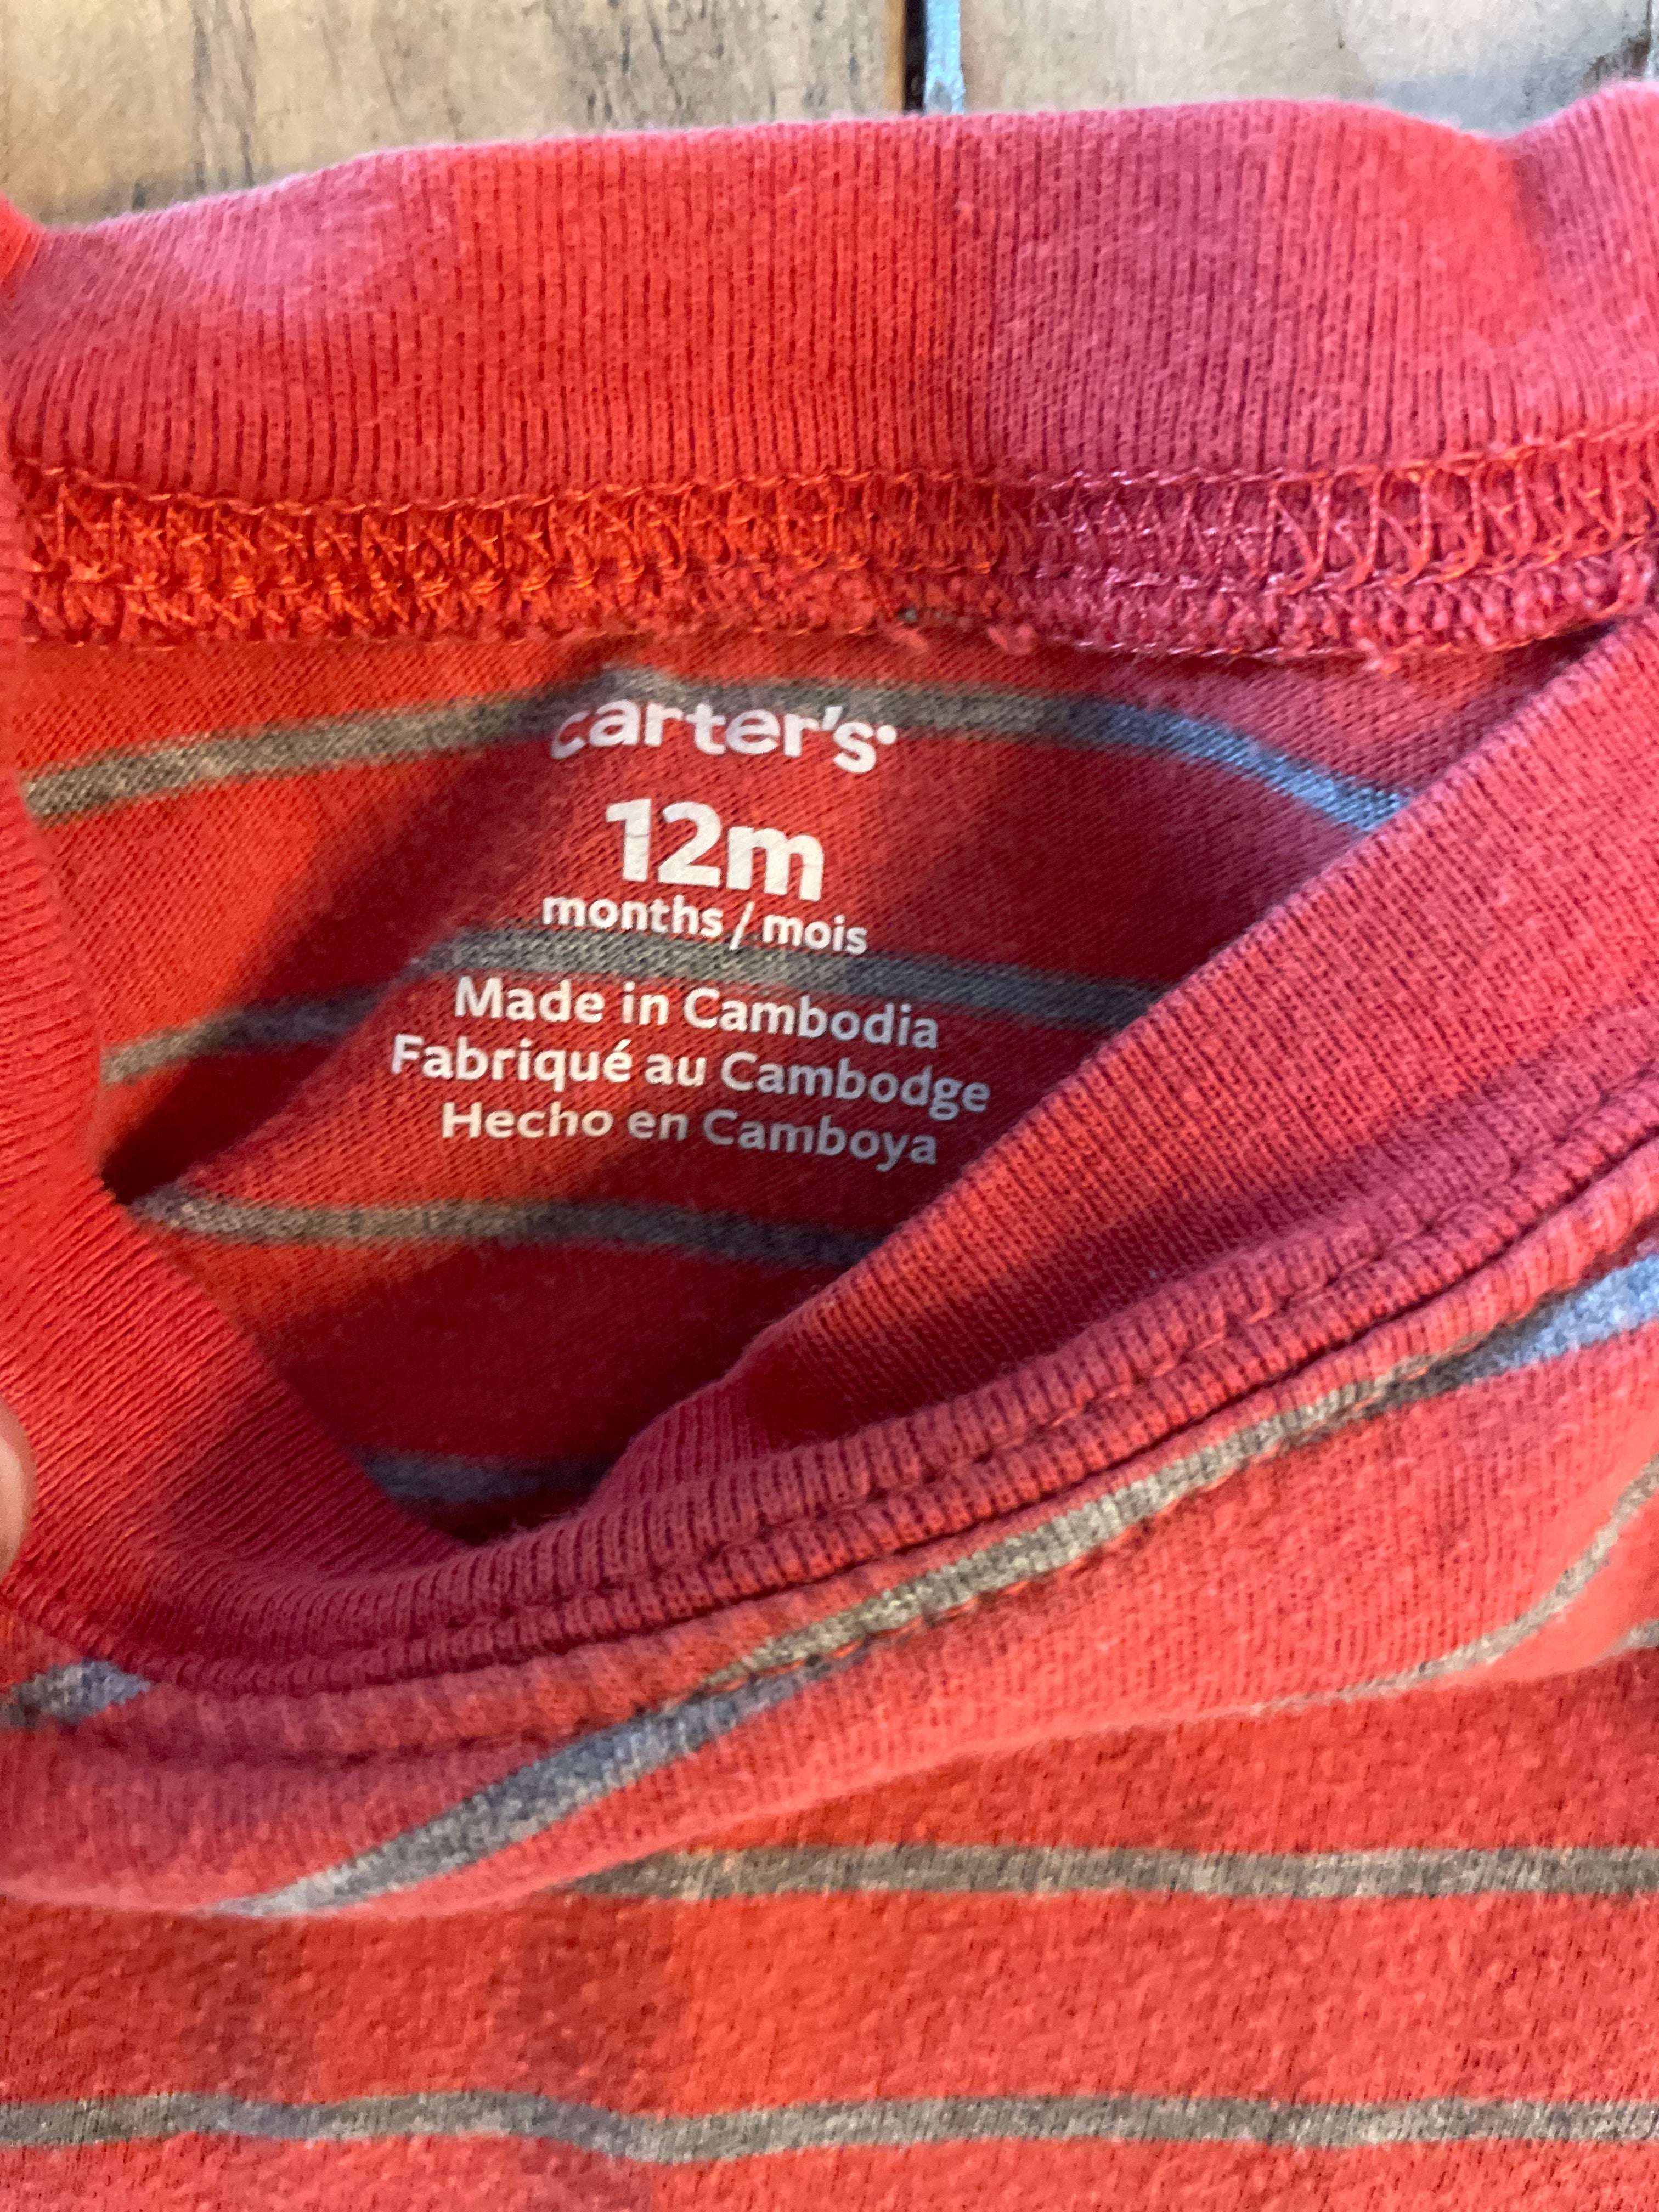 carter's
12m
months / mois
Made in Cambodia
Fabriqué au Cambodge
Hecho en Camboya